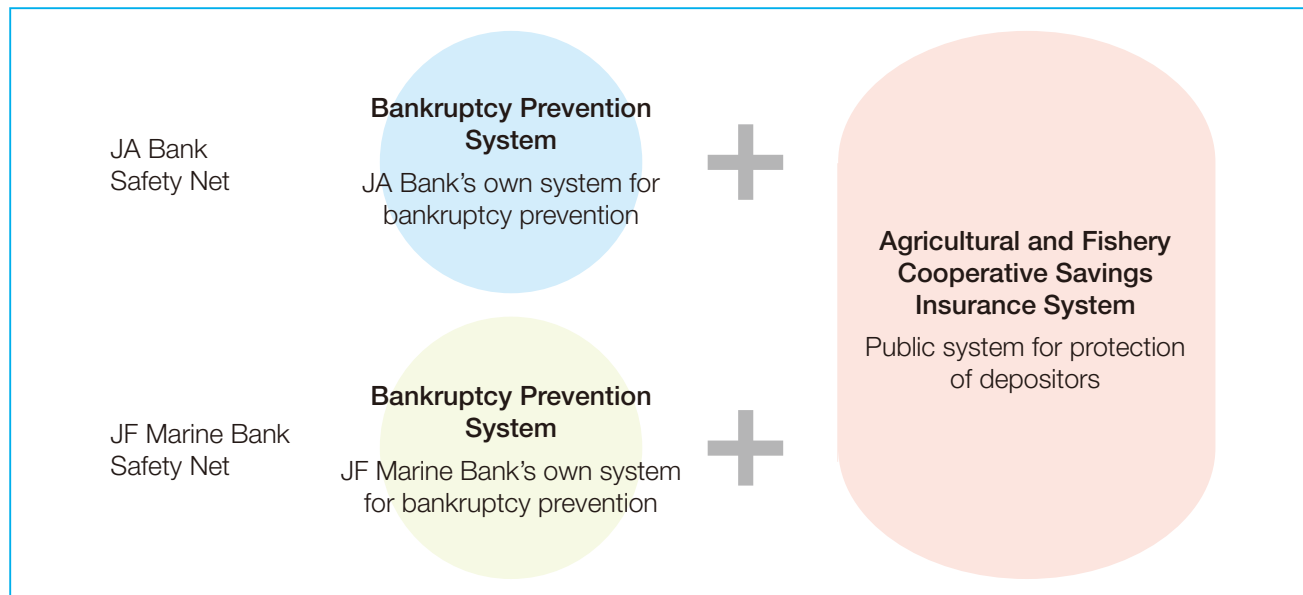 JA Bank
Safety Net
Bankruptcy Prevention
System
JA Bank’s own system for
bankruptcy prevention
JF Marine Bank
Safety Net
Bankruptcy Prevention
System
JF Marine Bank’s own system
for bankruptcy prevention
Agricultural and Fishery
Cooperative Savings
Insurance System
Public system for protection
of depositors